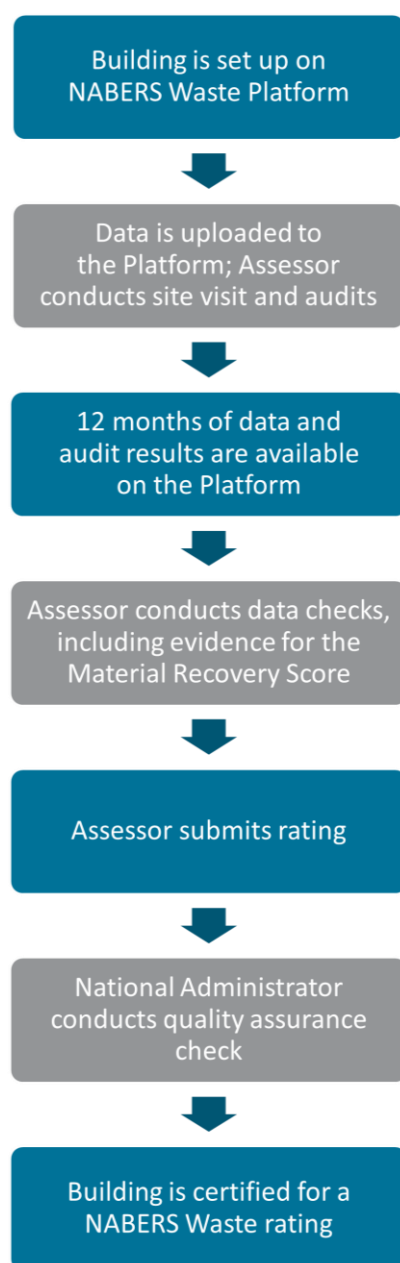 Building is set up on
NABERS Waste Platform
Data is uploaded to
the Platform; Assessor
conducts site visit and audits
12 months of data and
audit results are available
on the Platform
Assessor conducts data checks,
including evidence for the
Material Recovery Score
Assessor submits rating
National Administrator
conducts quality assurance
check
Building is certified for a
NABERS Waste rating